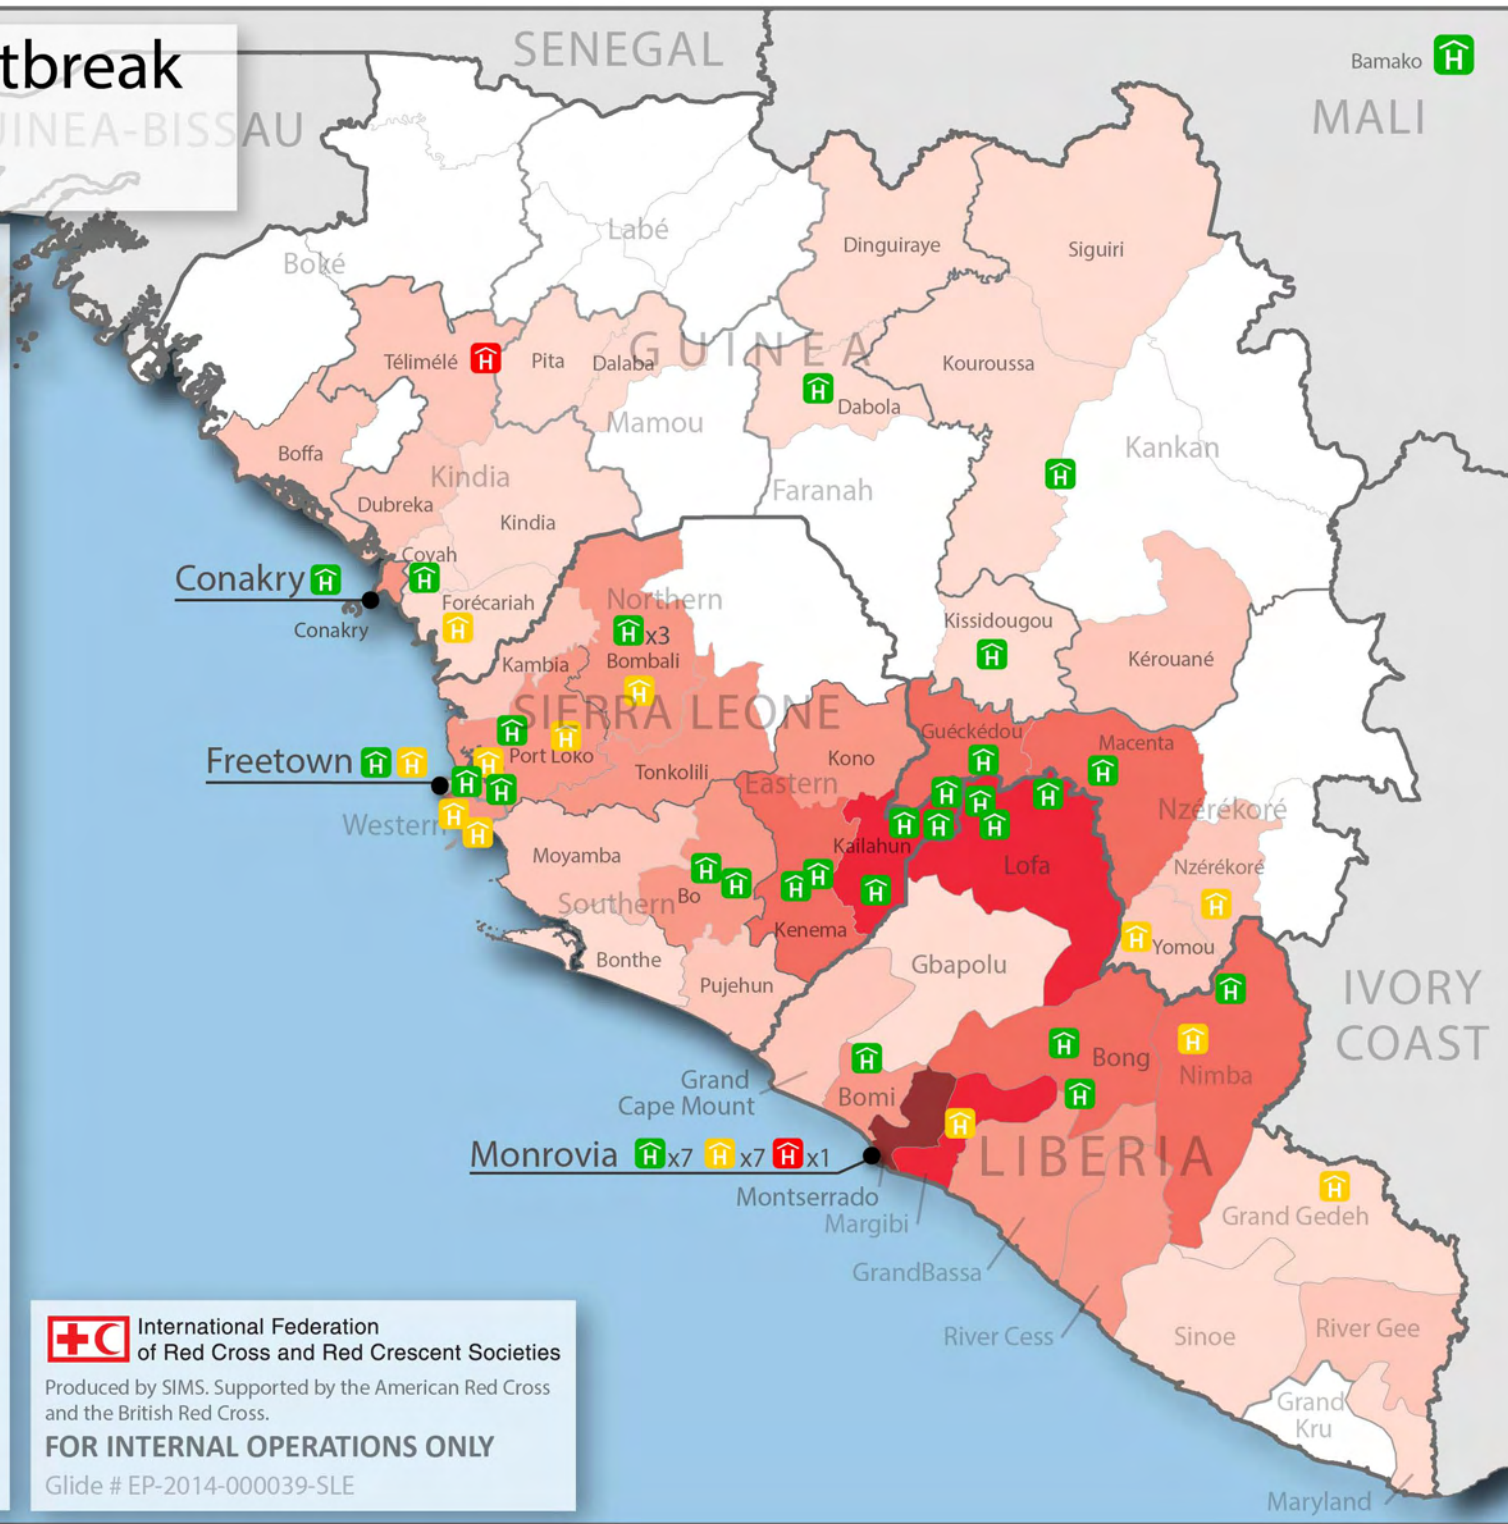 tbreak
SENEGAL
Bamako H
UINEA-BISSAU
MALI
Labé
Dinguiraye
Siguiri
Boké
GUINEA
Télimélé H
Pita
Dalaba
Kouroussa
H
Dabola
Mamou
Kankan
Boffa
Kindia
Faranah
H
Dubreka
Kindia
Coyah
Conakry H
H
Conakry
Forécariah
H
Northern
H x3
Kissidougou
H
Kambia
Bombali
H
Kérouané
SIERRA LEONE
H
H
Guéckédou
Macenta
Freetown H H
H
Port Loko
Tonkolili
Kono
H
H
H
H
Eastern
H
H
H
Nzérékoré
Western
H
H
Kailahun
H
H
H
Moyamba
Lofa
Nzérékoré
H
H
H
H
H
Southern
Bo
H
Kenema
H
Yomou
Bonthe
Gbapolu
Pujehun
H
IVORY
COAST
H
H
Bong
H
Nimba
Grand
Cape Mount
Bomi
H
H
LIBERIA
Monrovia H x7 H x7 H x1
Montserrado
Margibi
H
Grand Gedeh
GrandBassa
River Cess
Sinoe
River Gee
Grand
Kru
Maryland
International Federation
of Red Cross and Red Crescent Societies
Produced by SIMS. Supported by the American Red Cross
and the British Red Cross.
FOR INTERNAL OPERATIONS ONLY
Glide # EP-2014-000039-SLE